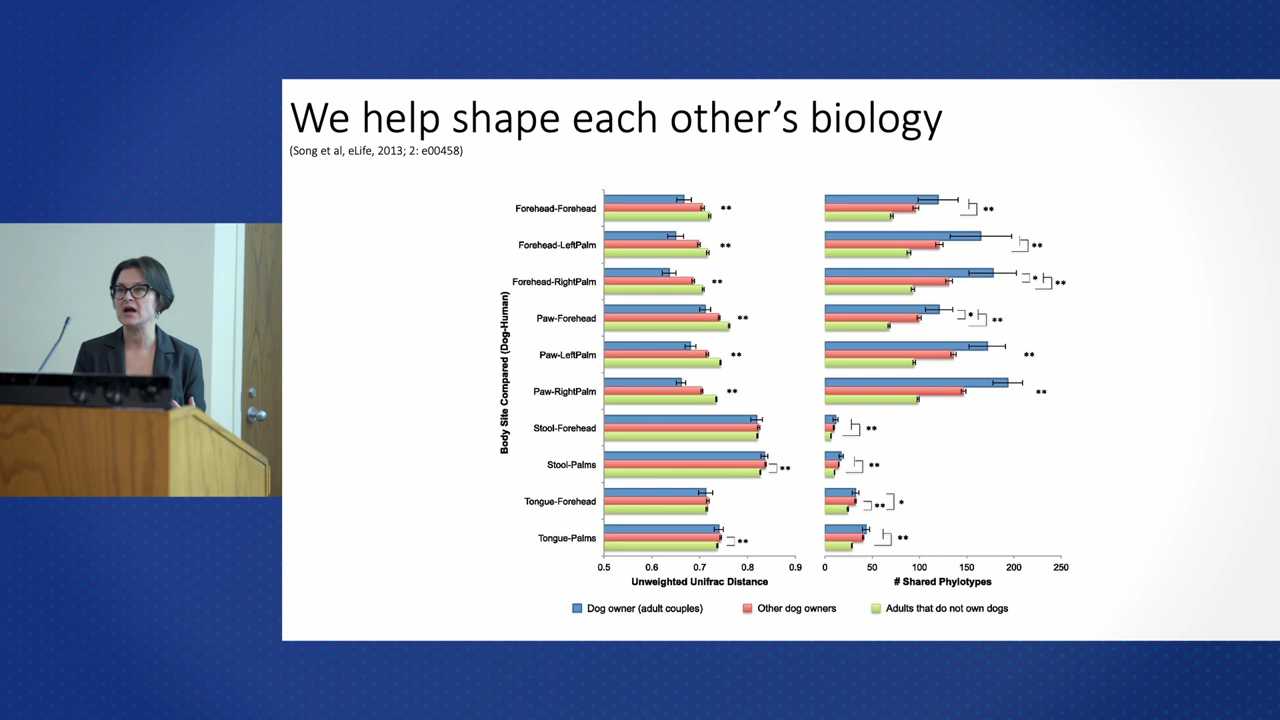 We help shape each other's biology
(Song et al, eLife, 2013; 2: e00458)
Body Site Compared (Dog-Human)
Forehead-Forehead
**
**
Forehead-LeftPalm
**
**
Forehead-RightPalm
**
*
**
Paw-Forehead
**
*
**
Paw-LeftPalm
**
**
Paw-RightPalm
**
**
Stool-Forehead
**
Stool-Palms
**
**
Tongue-Forehead
**
*
Tongue-Palms
**
**
0.5 0.6 0.7 0.8 0.9
0 50 100 150 200 250
Unweighted Unifrac Distance
# Shared Phylotypes
Dog owner (adult couples)
Other dog owners
Adults that do not own dogs